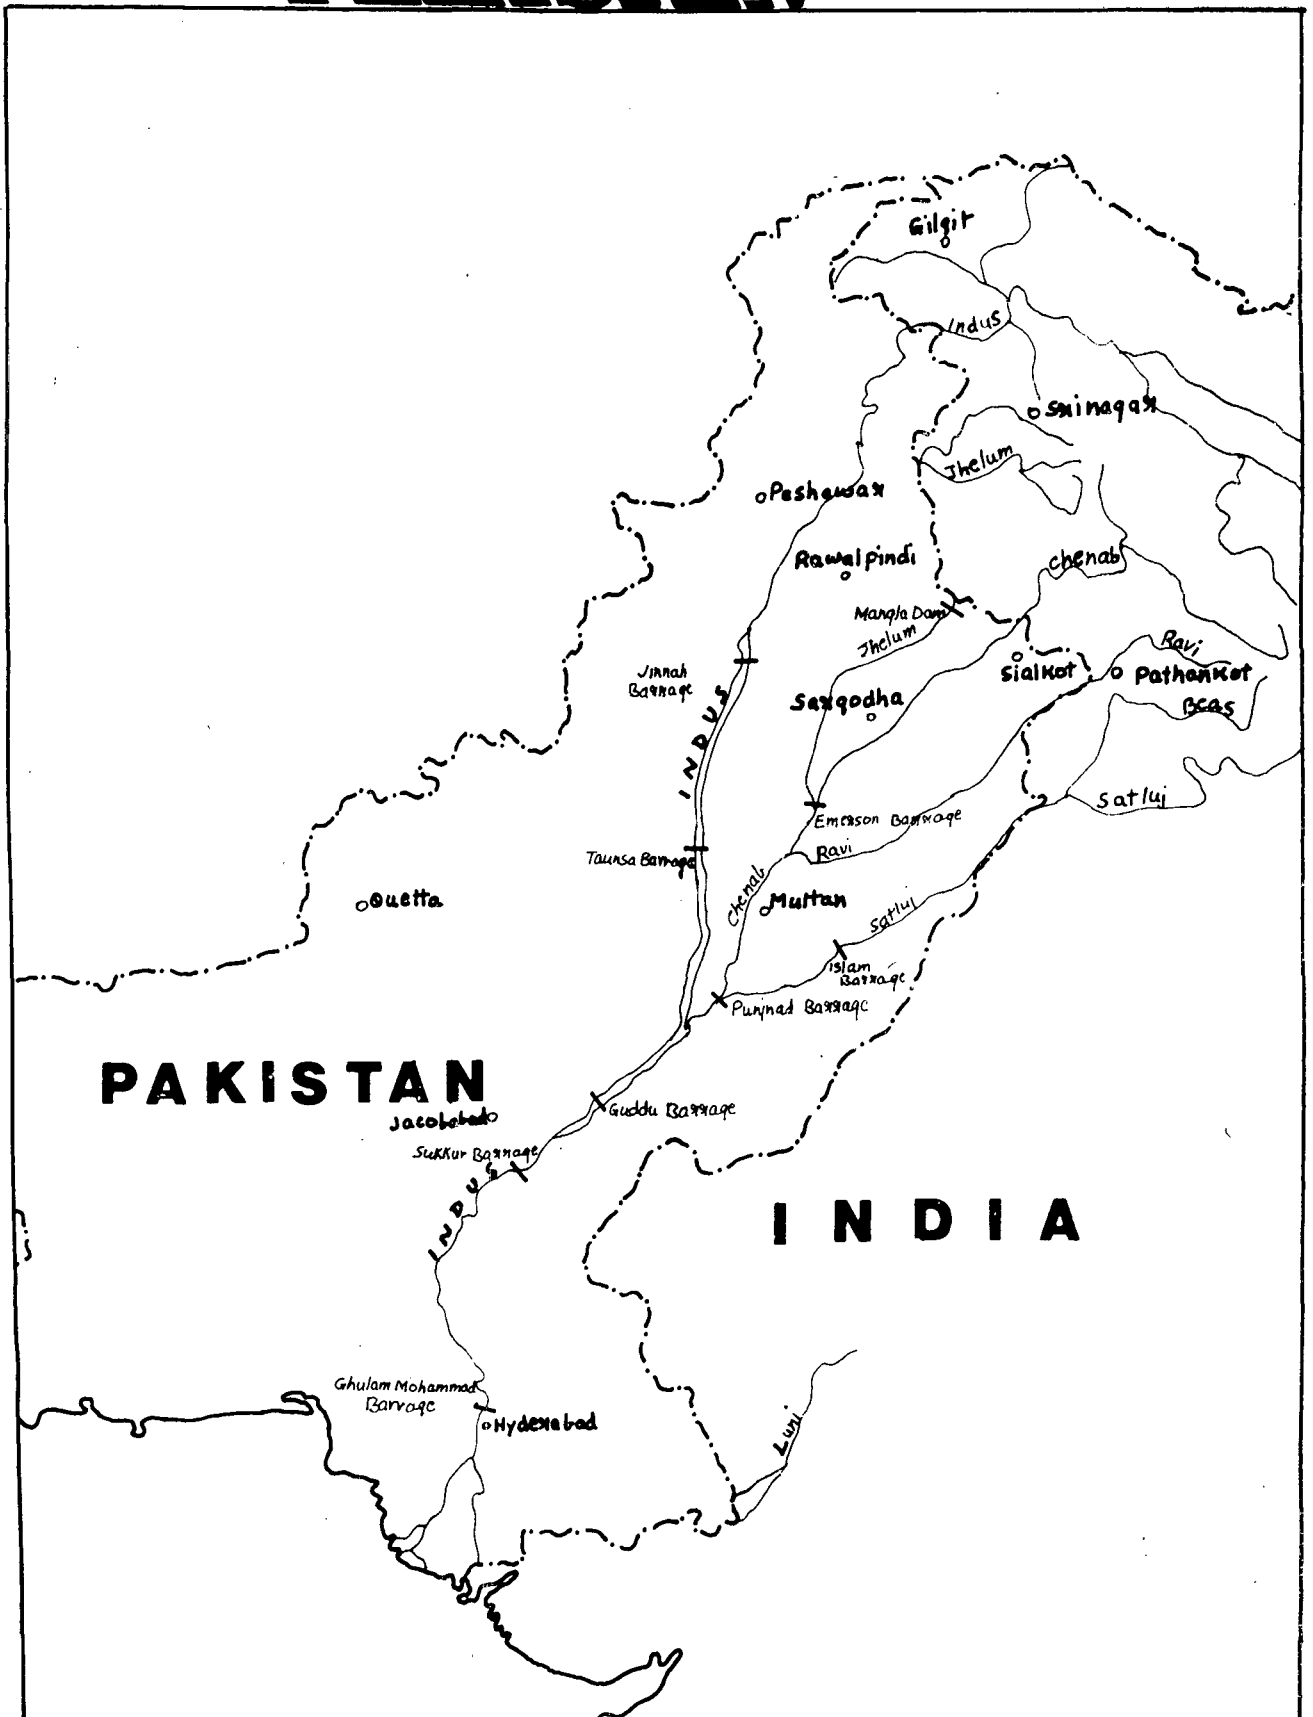 Gilgit
Indus
Srinagar
Jhelum
Peshawar
Rawalpindi
Chenab
Mangla Dam
Jhelum
Ravi
Sialkot
Pathankot
Jinnah
Barrage
INDUS
Sargodha
Beas
Satluj
Emerson Barrage
Ravi
Taunsa Barrage
Chenab
Multan
Quetta
Satluj
Islam
Barrage
Punjnad Barrage
PAKISTAN
Jacobabad
Guddu Barrage
Sukkur Barrage
INDUS
INDIA
Ghulam Mohammad
Barrage
Hyderabad
Luni